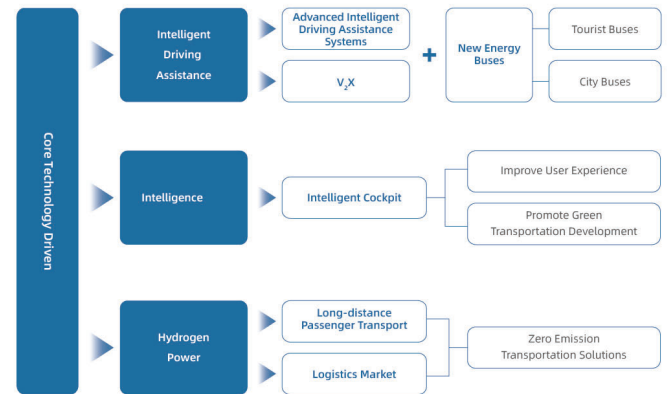 Core Technology Driven
Intelligent
Driving
Assistance
Advanced Intelligent
Driving Assistance
Systems
V₂X
+
New Energy
Buses
Tourist Buses
City Buses
Intelligence
Intelligent Cockpit
Improve User Experience
Promote Green
Transportation Development
Hydrogen
Power
Long-distance
Passenger Transport
Logistics Market
Zero Emission
Transportation Solutions